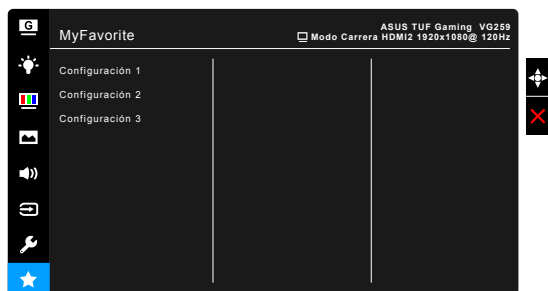 G
MyFavorite
ASUS TUF Gaming VG259
Modo Carrera HDMI2 1920x1080@ 120Hz
Configuración 1
Configuración 2
Configuración 3